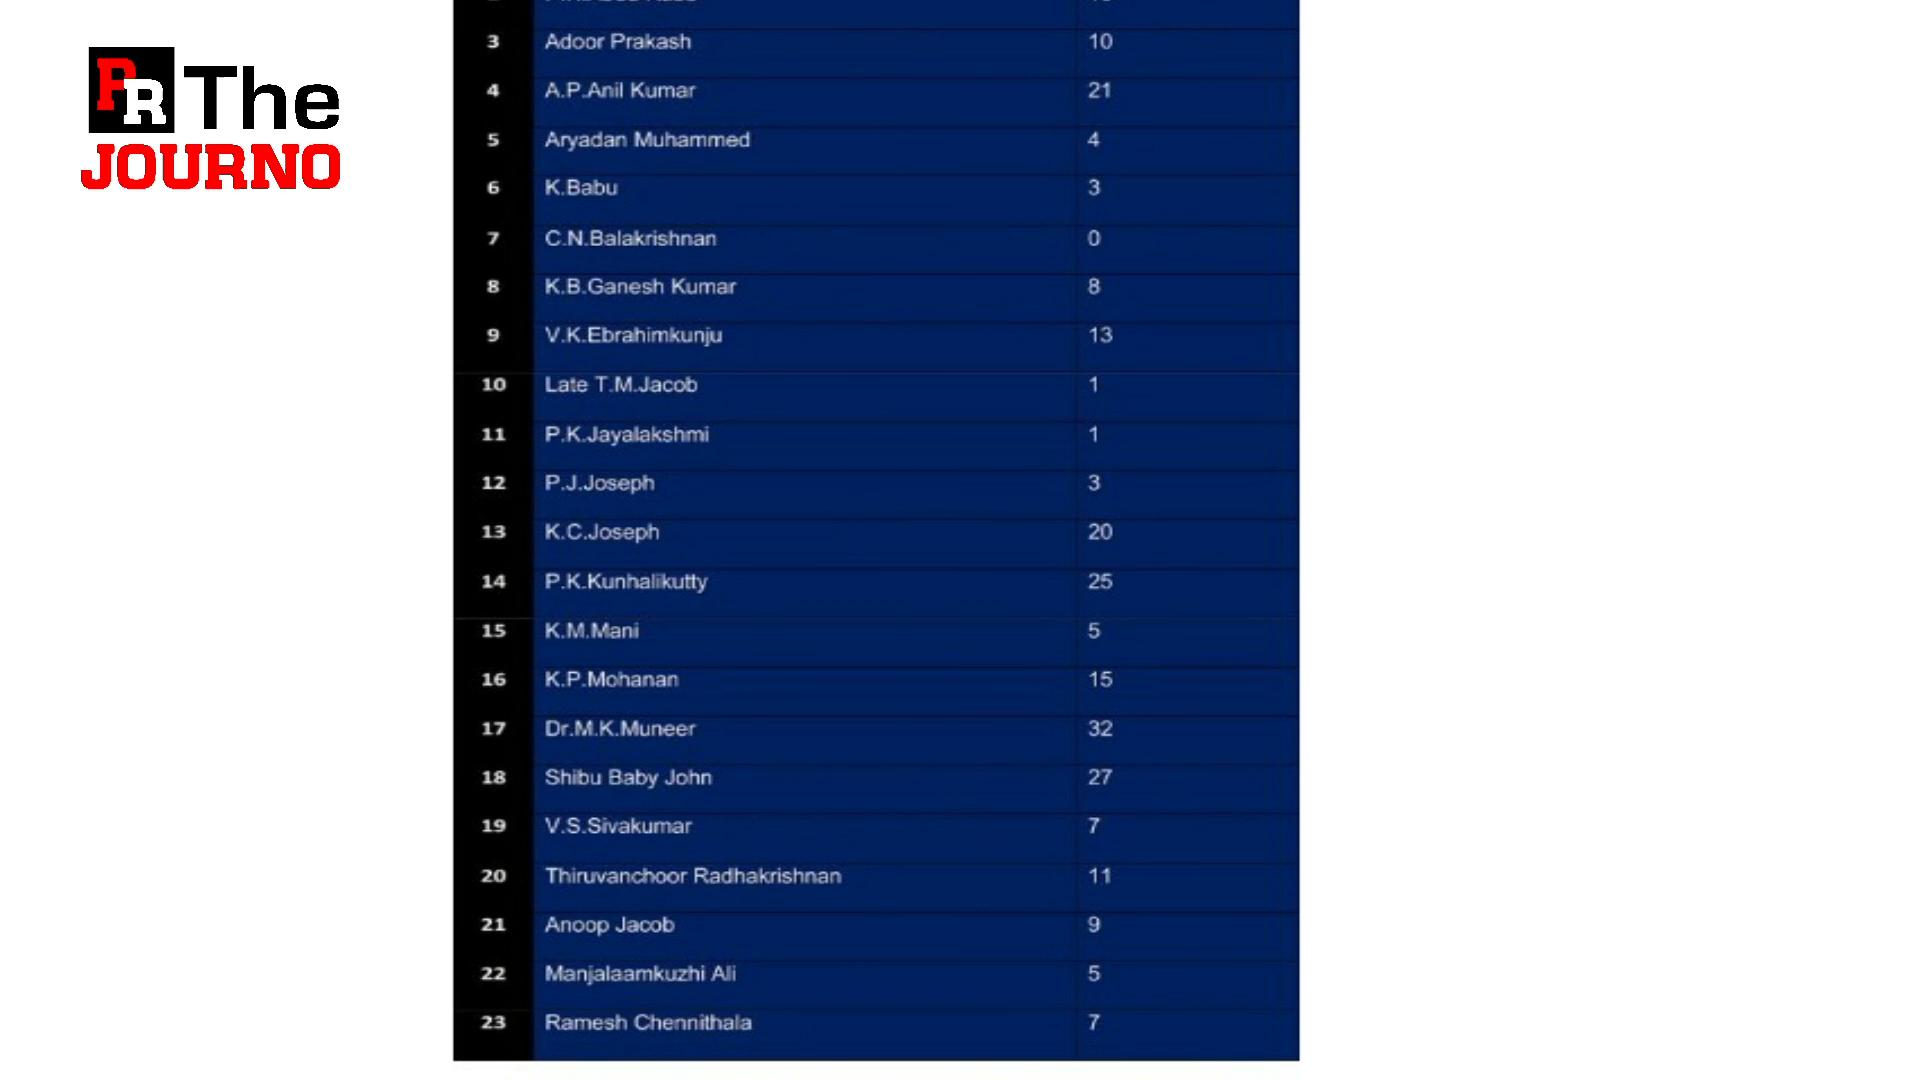 PR The
JOURNO
3 Adoor Prakash 10
4 A.P.Anil Kumar 21
5 Aryadan Muhammed 4
6 K.Babu 3
7 C.N.Balakrishnan 0
8 K.B.Ganesh Kumar 8
9 V.K.Ebrahimkunju 13
10 Late T.M.Jacob 1
11 P.K.Jayalakshmi 1
12 P.J.Joseph 3
13 K.C.Joseph 20
14 P.K.Kunhalikutty 25
15 K.M.Mani 5
16 K.P.Mohanan 15
17 Dr.M.K.Muneer 32
18 Shibu Baby John 27
19 V.S.Sivakumar 7
20 Thiruvanchoor Radhakrishnan 11
21 Anoop Jacob 9
22 Manjalaamkuzhi Ali 5
23 Ramesh Chennithala 7